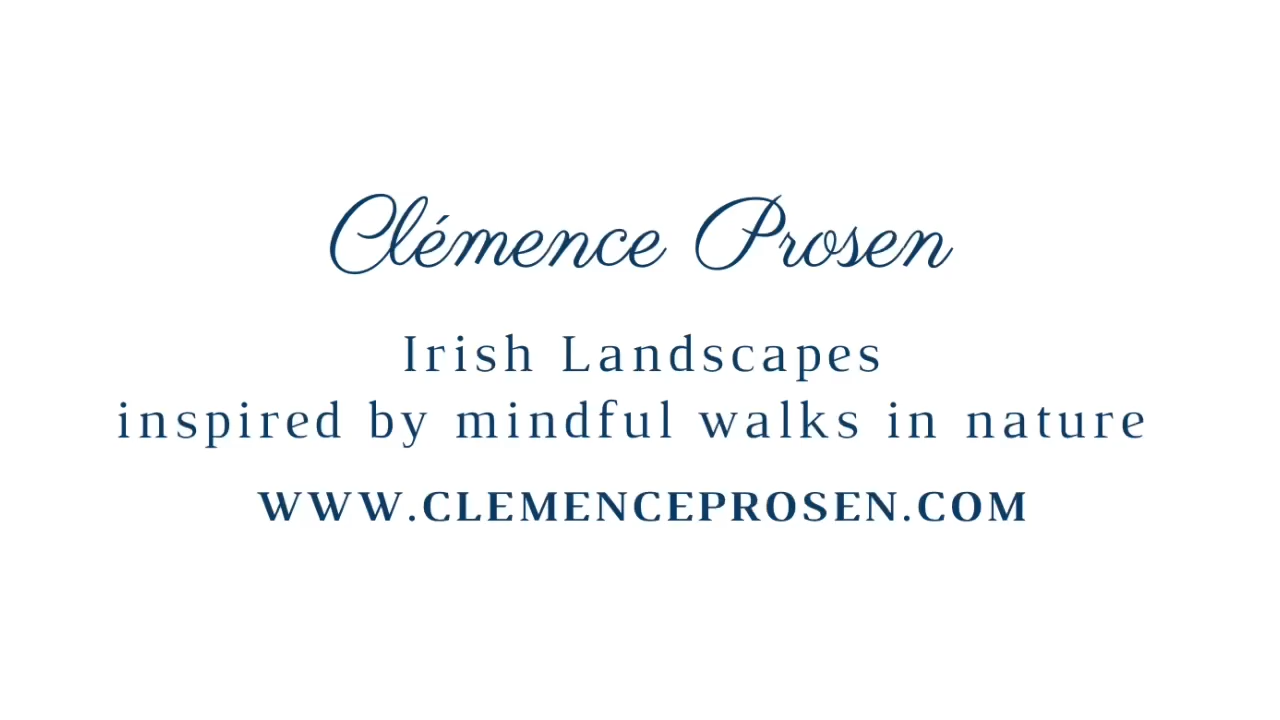 Clémence Prosen
Irish Landscapes
inspired by mindful walks in nature
WWW.CLEMENCEPROSEN.COM